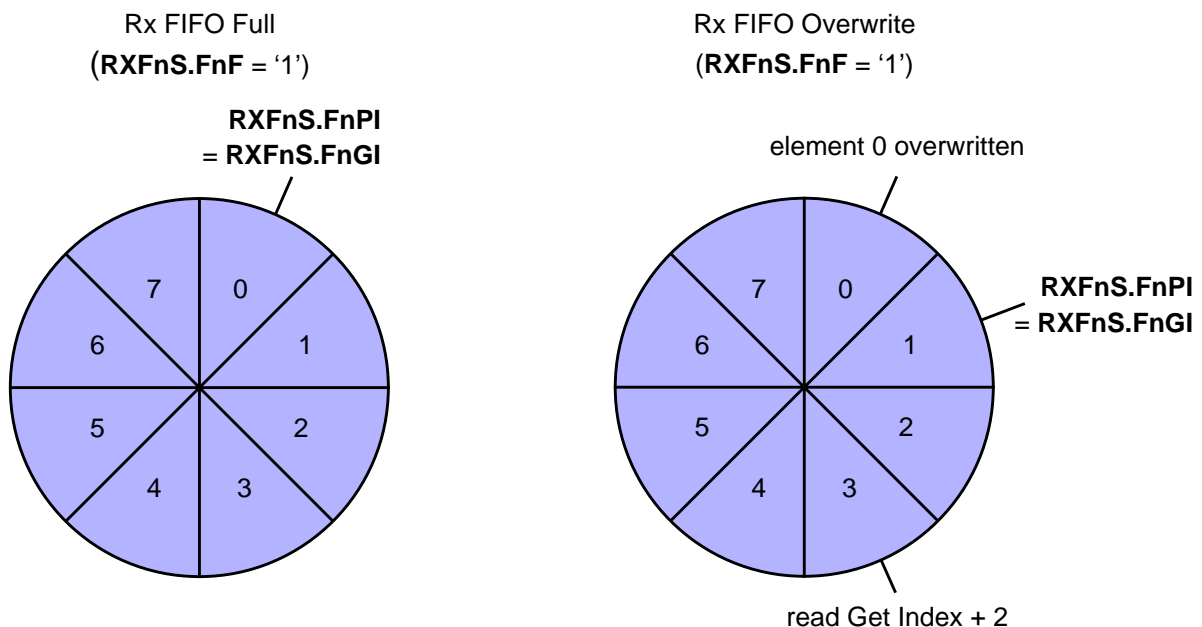 Rx FIFO Full
(RXFnS.FnF = ‘1’)
RXFnS.FnPI
= RXFnS.FnGI
7
0
6
1
5
2
4
3
Rx FIFO Overwrite
(RXFnS.FnF = ‘1’)
element 0 overwritten
RXFnS.FnPI
= RXFnS.FnGI
7
0
6
1
5
2
4
3
read Get Index + 2